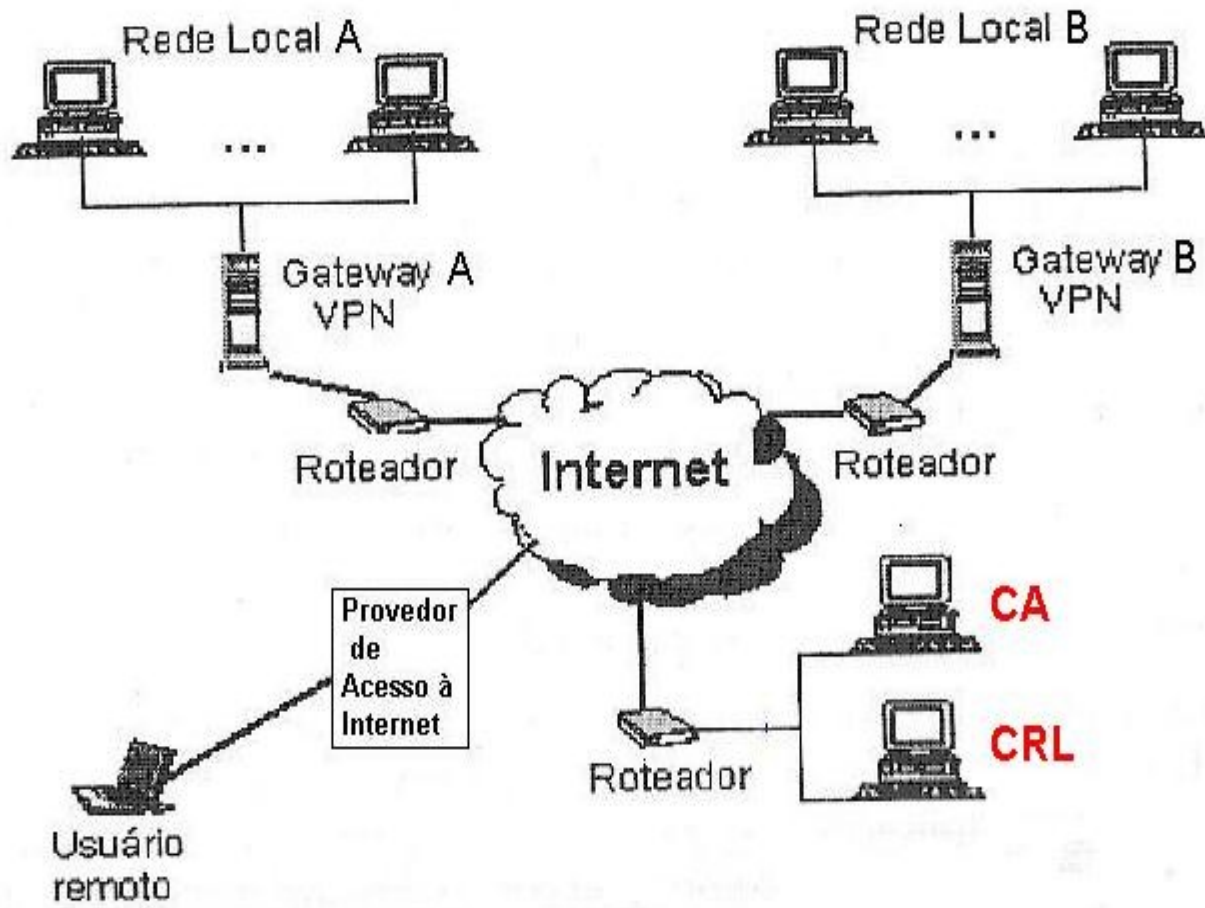 Rede Local A
Rede Local B
...
...
Gateway A
VPN
Gateway B
VPN
Roteador
Internet
Roteador
Provedor
de
Acesso à
Internet
CA
CRL
Roteador
Usuário
remoto